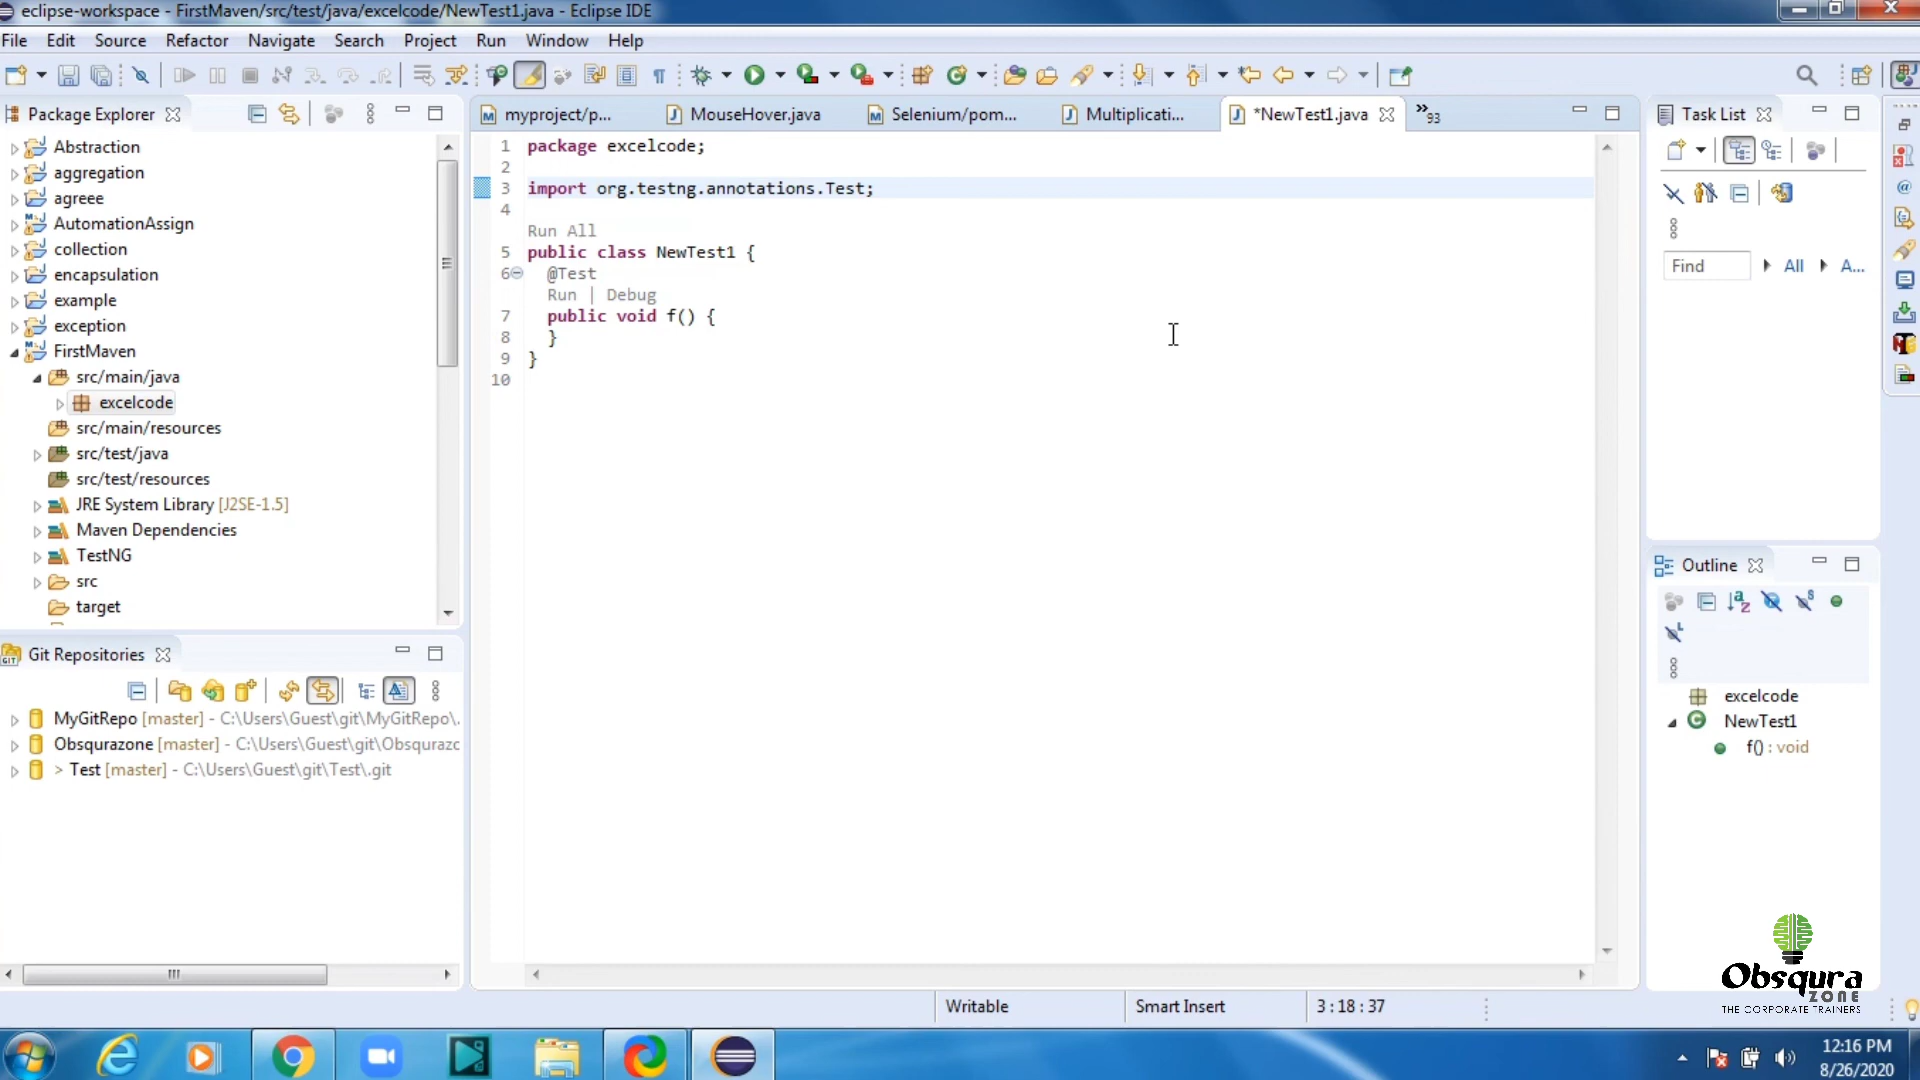 eclipse-workspace - FirstMaven/src/test/java/excelcode/NewTest1.java - Eclipse IDE
File Edit Source Refactor Navigate Search Project Run Window Help
Package Explorer
Abstraction
aggregation
agreee
AutomationAssign
collection
encapsulation
example
exception
FirstMaven
src/main/java
excelcode
src/main/resources
src/test/java
src/test/resources
JRE System Library [J2SE-1.5]
Maven Dependencies
TestNG
src
target
Git Repositories
MyGitRepo [master] - C:\Users\Guest\git\MyGitRepo\.
Obsqurazone [master] - C:\Users\Guest\git\Obsqurazc
> Test [master] - C:\Users\Guest\git\Test\.git
myproject/p... MouseHover.java Selenium/pom... Multiplicati... *NewTest1.java »93
1 package excelcode;
2
3 import org.testng.annotations.Test;
4
Run All
5 public class NewTest1 {
6 @Test
Run | Debug
7 public void f() {
8 }
9 }
10
Task List
Find All A...
Outline
excelcode
NewTest1
f() : void
Obsqura
ZONE
THE CORPORATE TRAINERS
Writable Smart Insert 3 : 18 : 37
12:16 PM
8/26/2020